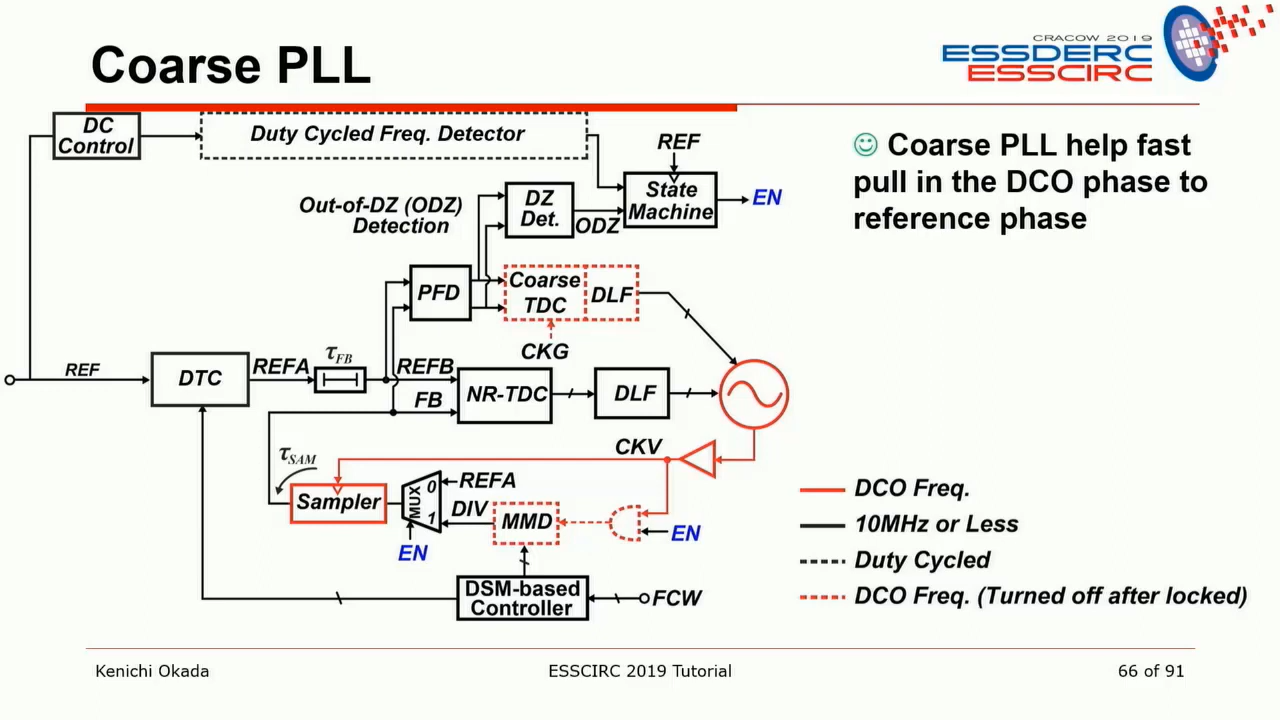 Coarse PLL
CRACOW 2019
ESSDERC
ESSCIRC
DC
Control
Duty Cycled Freq. Detector
REF
Out-of-DZ (ODZ)
Detection
DZ
Det.
ODZ
State
Machine
EN
PFD
Coarse
TDC
DLF
CKG
REF
DTC
REFA
τFB
REFB
FB
NR-TDC
DLF
CKV
τSAM
Sampler
MUX
0
1
REFA
DIV
EN
MMD
EN
DSM-based
Controller
FCW
Coarse PLL help fast
pull in the DCO phase to
reference phase
DCO Freq.
10MHz or Less
Duty Cycled
DCO Freq. (Turned off after locked)
Kenichi Okada
ESSCIRC 2019 Tutorial
66 of 91